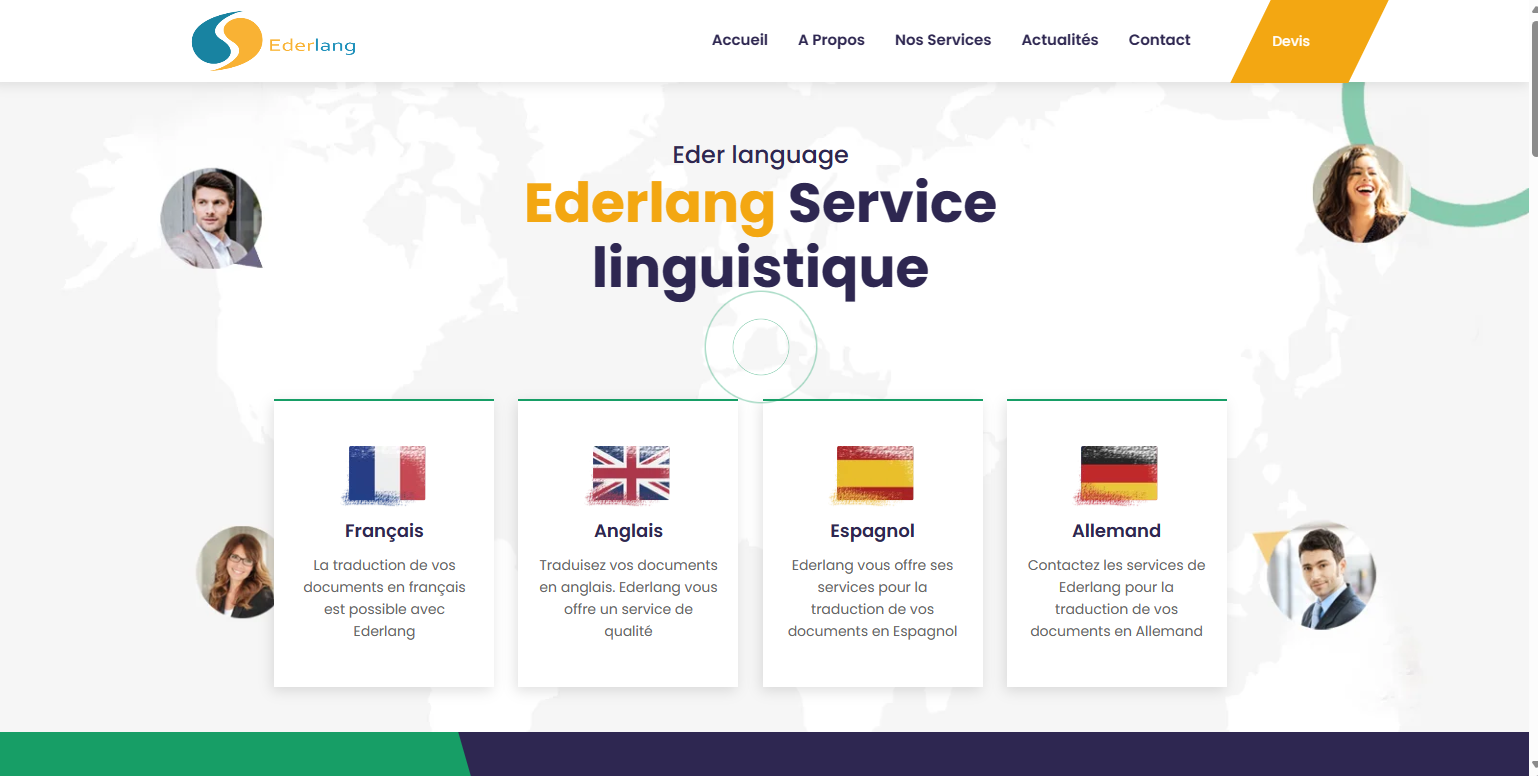 Ederlang
Accueil
A Propos
Nos Services
Actualités
Contact
Devis
Eder language
Ederlang Service
linguistique
Français
La traduction de vos
documents en français
est possible avec
Ederlang
Anglais
Traduisez vos documents
en anglais. Ederlang vous
offre un service de
qualité
Espagnol
Ederlang vous offre ses
services pour la
traduction de vos
documents en Espagnol
Allemand
Contactez les services de
Ederlang pour la
traduction de vos
documents en Allemand